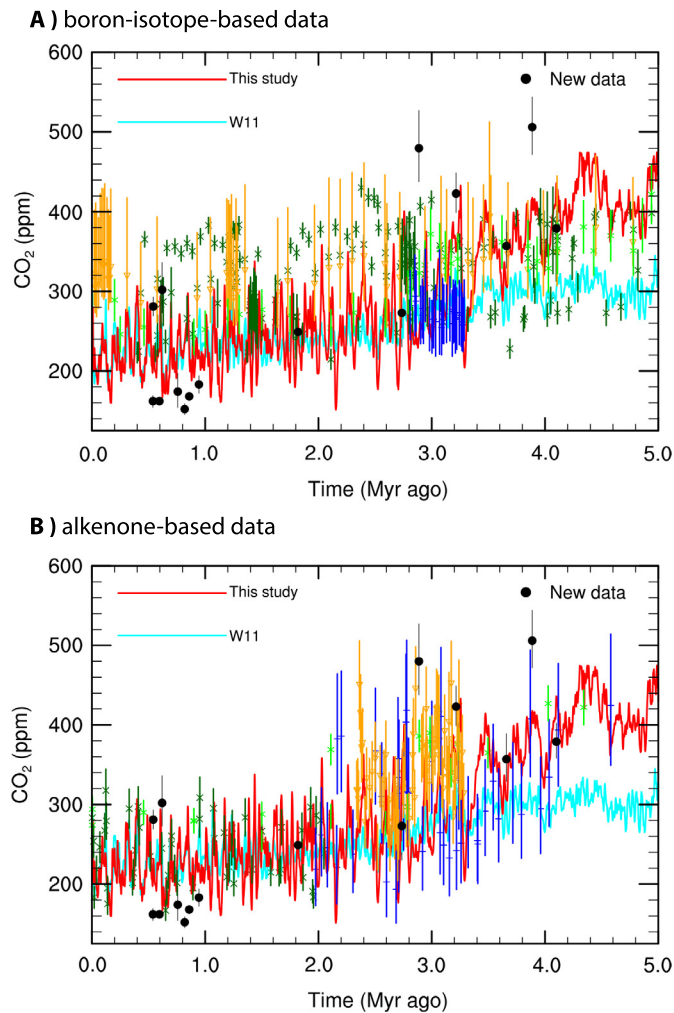 A ) boron-isotope-based data
600
This study
New data
W11
500
400
CO2 (ppm)
300
200
0.0 1.0 2.0 3.0 4.0 5.0
Time (Myr ago)
B ) alkenone-based data
600
This study
New data
W11
500
400
CO2 (ppm)
300
200
0.0 1.0 2.0 3.0 4.0 5.0
Time (Myr ago)